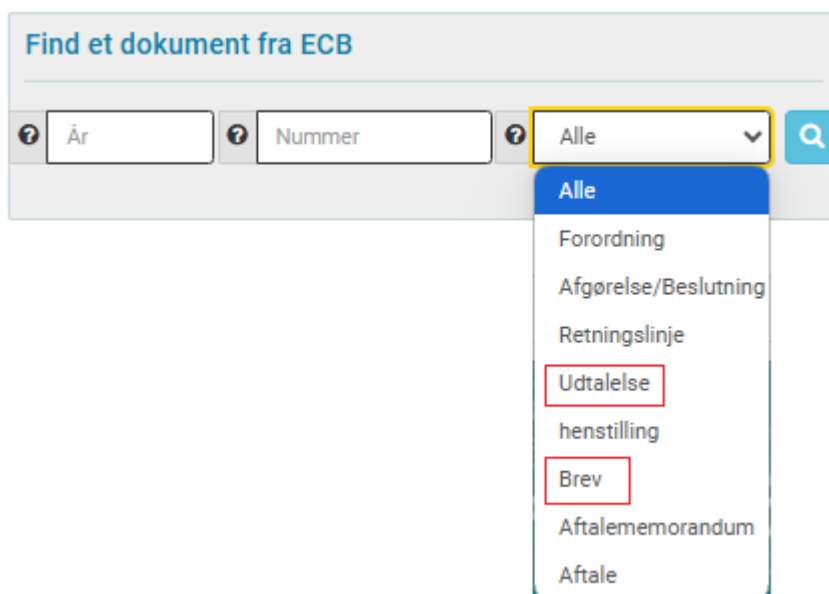 Find et dokument fra ECB
År Nummer Alle
Alle
Forordning
Afgørelse/Beslutning
Retningslinje
Udtalelse
henstilling
Brev
Aftalememorandum
Aftale